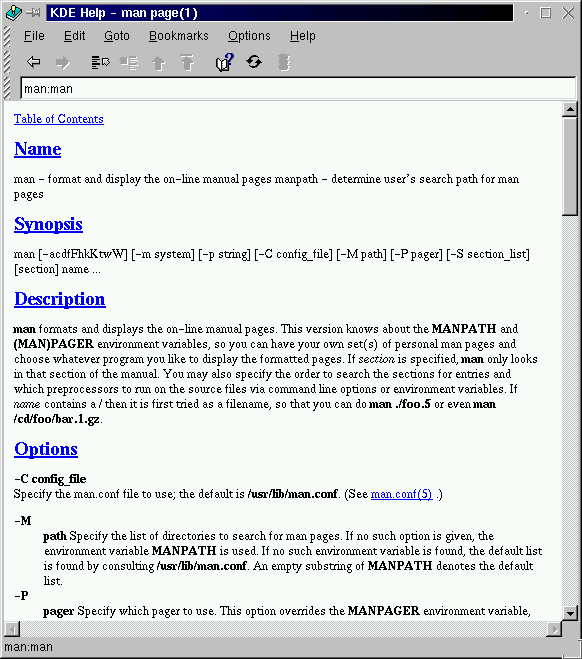 KDE Help - man page(1)
File Edit Goto Bookmarks Options Help
man:man
Table of Contents
Name
man - format and display the on-line manual pages manpath - determine user's search path for man
pages
Synopsis
man [-acdfFhkKtwW] [-m system] [-p string] [-C config_file] [-M path] [-P pager] [-S section_list]
[section] name ...
Description
man formats and displays the on-line manual pages. This version knows about the MANPATH and
(MAN)PAGER environment variables, so you can have your own set(s) of personal man pages and
choose whatever program you like to display the formatted pages. If section is specified, man only looks
in that section of the manual. You may also specify the order to search the sections for entries and
which preprocessors to run on the source files via command line options or environment variables. If
name contains a / then it is first tried as a filename, so that you can do man ./foo.5 or even man
/cd/foo/bar.1.gz.
Options
-C config_file
Specify the man.conf file to use; the default is /usr/lib/man.conf. (See man.conf(5) .)
-M
path Specify the list of directories to search for man pages. If no such option is given, the
environment variable MANPATH is used. If no such environment variable is found, the default list
is found by consulting /usr/lib/man.conf. An empty substring of MANPATH denotes the default
list.
-P
pager Specify which pager to use. This option overrides the MANPAGER environment variable,
man:man